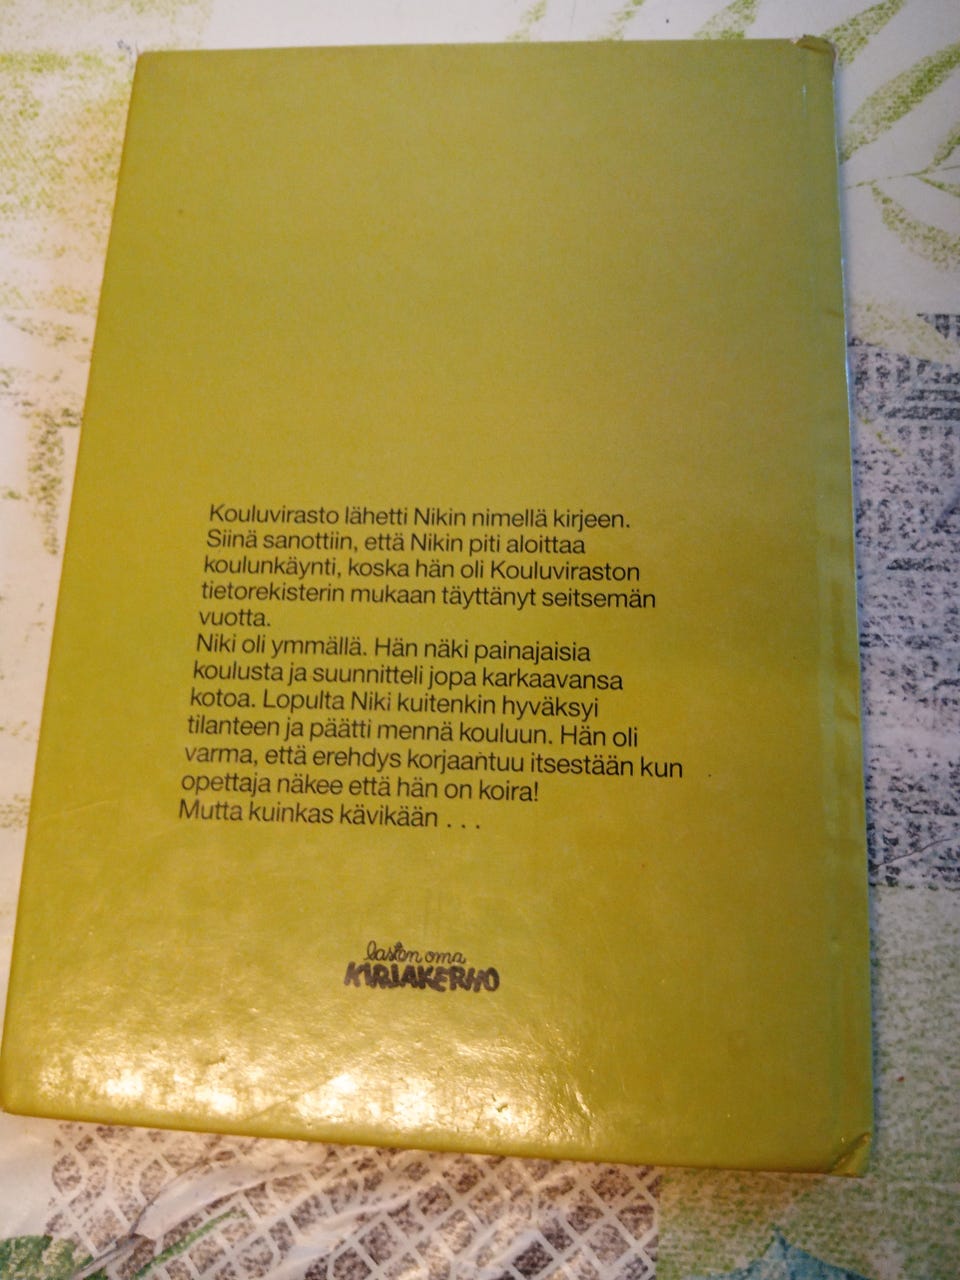 Kouluvirasto lähetti Nikin nimellä kirjeen.
Siinä sanottiin, että Nikin piti aloittaa
koulunkäynti, koska hän oli Kouluviraston
tietorekisterin mukaan täyttänyt seitsemän
vuotta.
Niki oli ymmällä. Hän näki painajaisia
koulusta ja suunnitteli jopa karkaavansa
kotoa. Lopulta Niki kuitenkin hyväksyi
tilanteen ja päätti mennä kouluun. Hän oli
varma, että erehdys korjaantuu itsestään kun
opettaja näkee että hän on koira!
Mutta kuinkas kävikään . . .
lasten oma
KIRJAKERHO